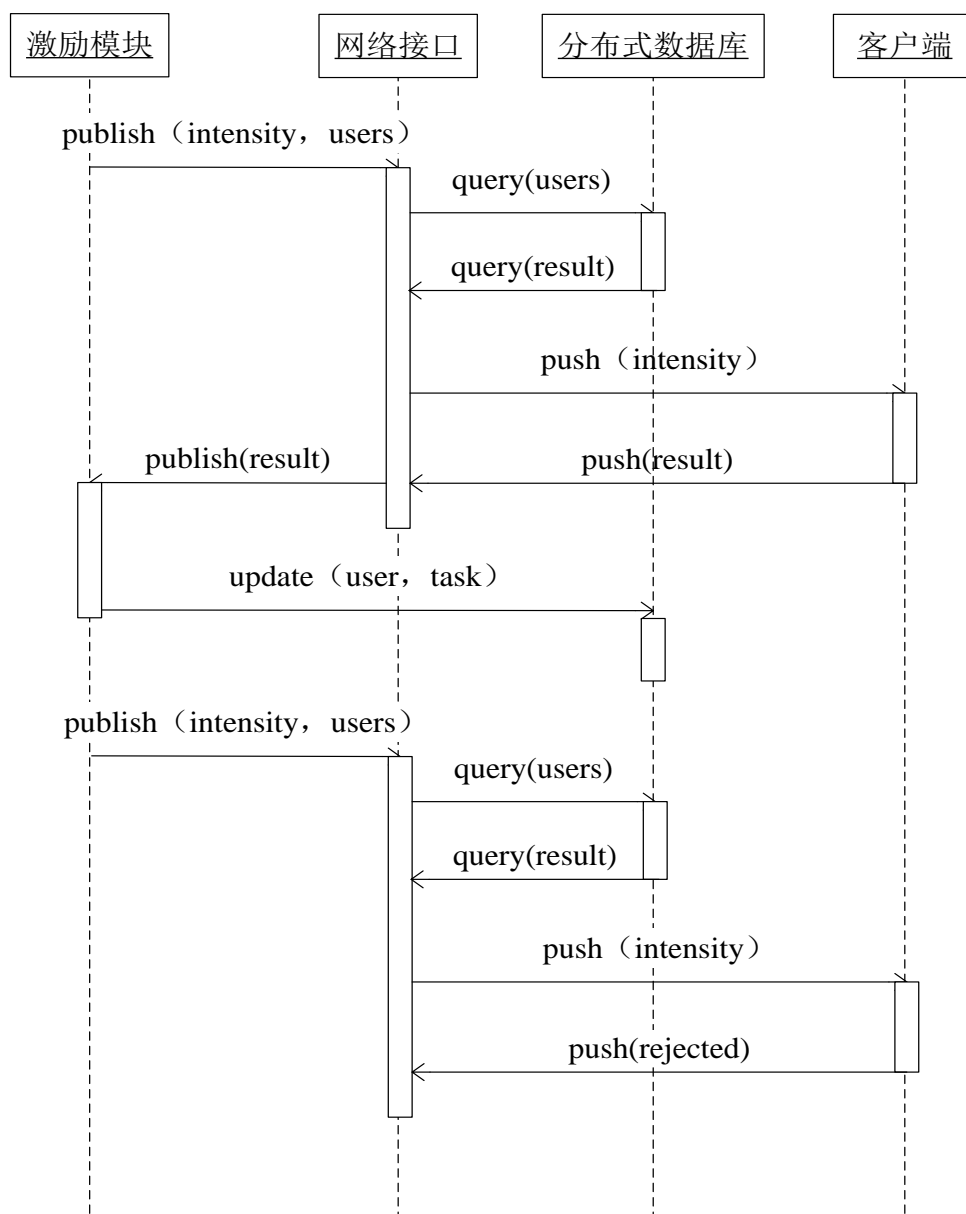 激励模块
网络接口
分布式数据库
客户端
publish（intensity，users）
query(users)
query(result)
push（intensity）
publish(result)
push(result)
update（user，task）
publish（intensity，users）
query(users)
query(result)
push（intensity）
push(rejected)